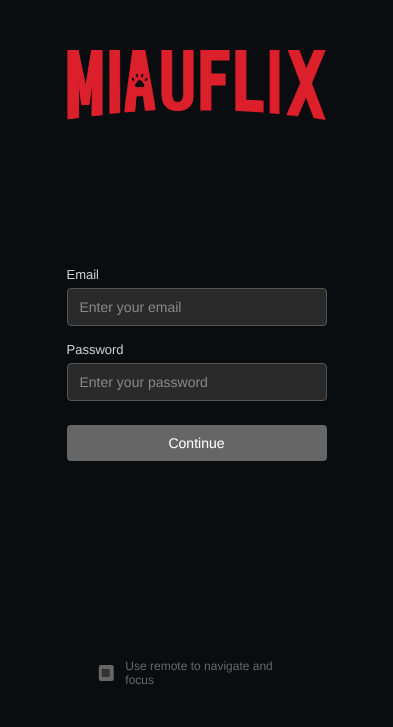 MIAUFLIX
Email
Enter your email
Password
Enter your password
Continue
Use remote to navigate and
focus